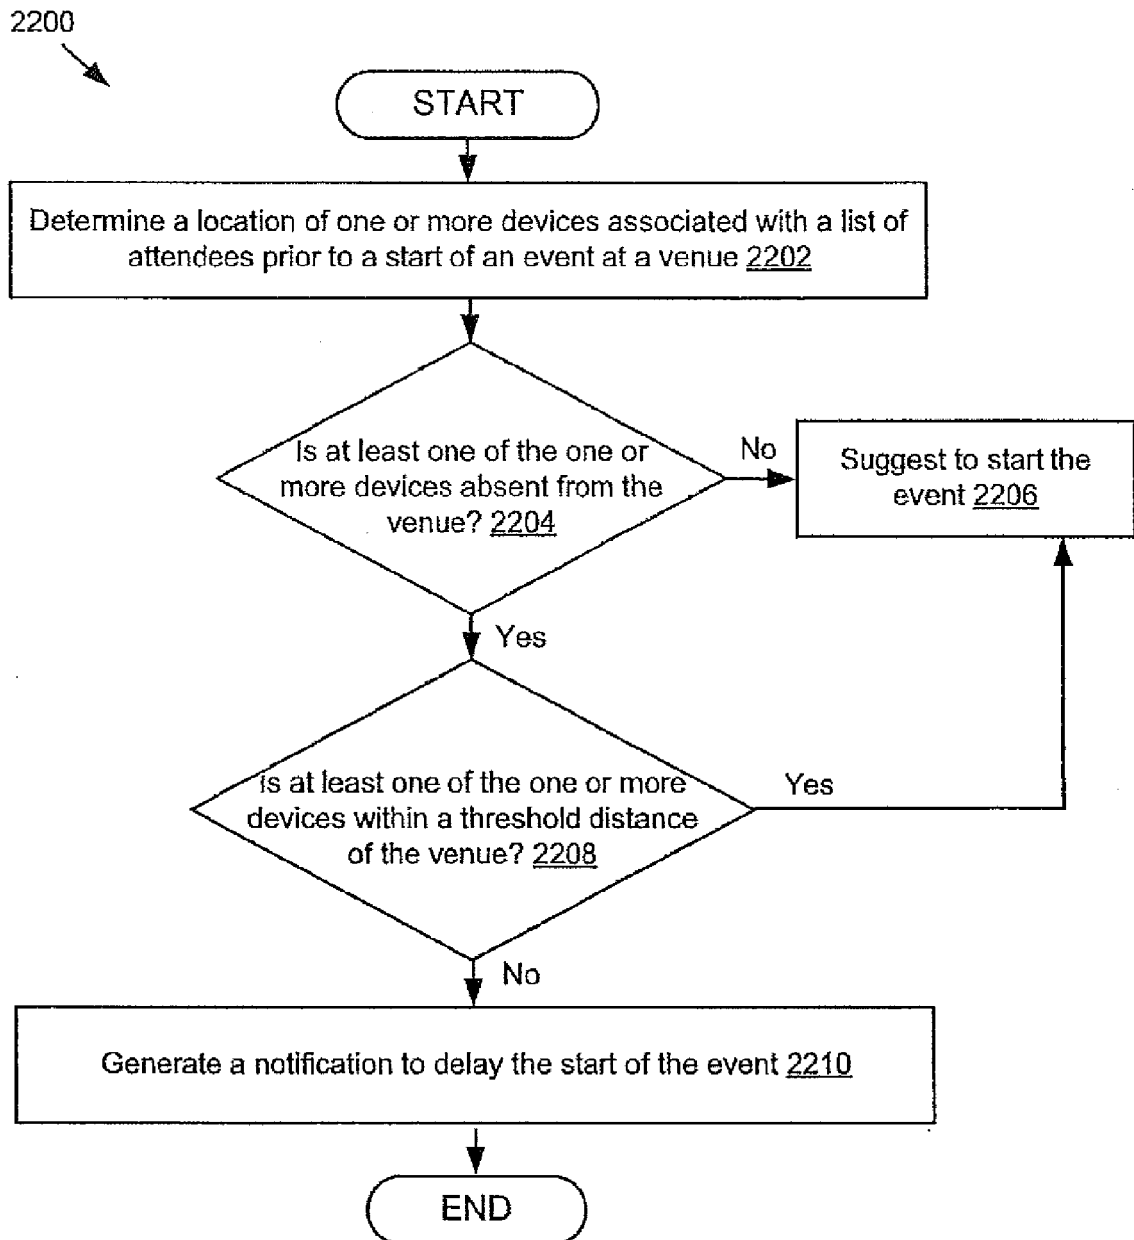 2200
START
Determine a location of one or more devices associated with a list of
attendees prior to a start of an event at a venue 2202
Is at least one of the one or
more devices absent from the
venue? 2204
No
Suggest to start the
event 2206
Yes
Is at least one of the one or more
devices within a threshold distance
of the venue? 2208
Yes
No
Generate a notification to delay the start of the event 2210
END